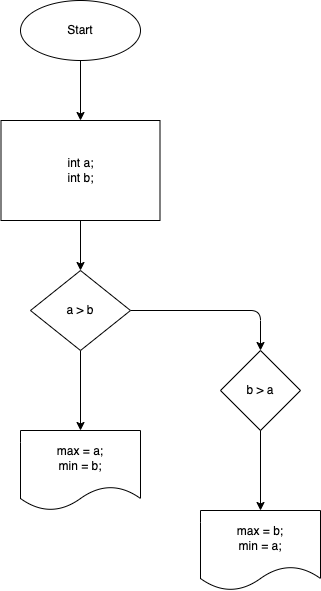 Start
int a;
int b;
a > b
b > a
max = a;
min = b;
max = b;
min = a;